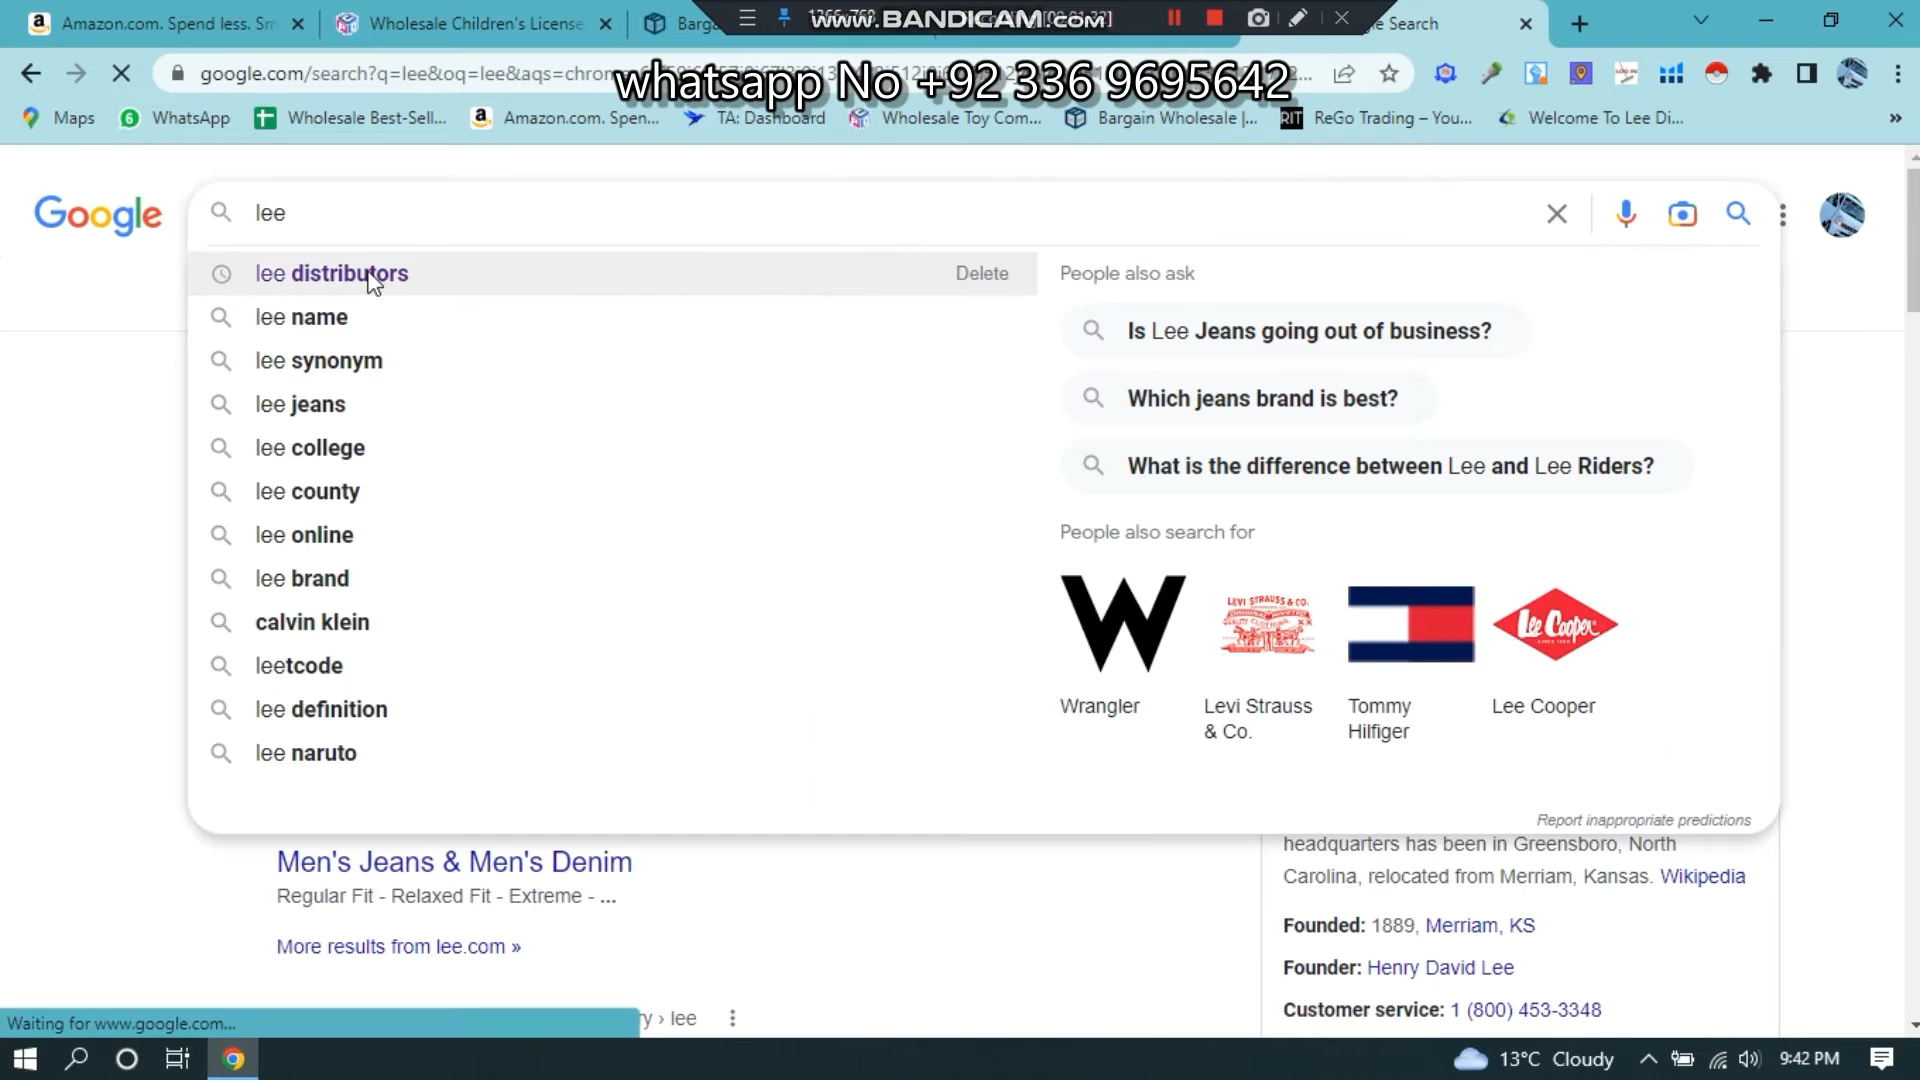 Amazon.com. Spend less. Sm
Wholesale Children's License
Barg
WWW.BANDICAM.COM
le Search
google.com/search?q=lee&oq=lee&aqs=chrom
whatsapp No +92 336 9695642
Maps
WhatsApp
Wholesale Best-Sell...
Amazon.com. Spen...
TA: Dashboard
Wholesale Toy Com...
Bargain Wholesale |...
RIT
ReGo Trading – You...
Welcome To Lee Di...
»
Google
lee
lee distributors
Delete
lee name
lee synonym
lee jeans
lee college
lee county
lee online
lee brand
calvin klein
leetcode
lee definition
lee naruto
People also ask
Is Lee Jeans going out of business?
Which jeans brand is best?
What is the difference between Lee and Lee Riders?
People also search for
W
LEVI STRAUSS & CO.
Lee Cooper
Wrangler
Levi Strauss
& Co.
Tommy
Hilfiger
Lee Cooper
Report inappropriate predictions
Men's Jeans & Men's Denim
Regular Fit - Relaxed Fit - Extreme - ...
More results from lee.com »
headquarters has been in Greensboro, North
Carolina, relocated from Merriam, Kansas. Wikipedia
Founded: 1889, Merriam, KS
Founder: Henry David Lee
Customer service: 1 (800) 453-3348
Waiting for www.google.com...
ry › lee
13°C Cloudy
9:42 PM